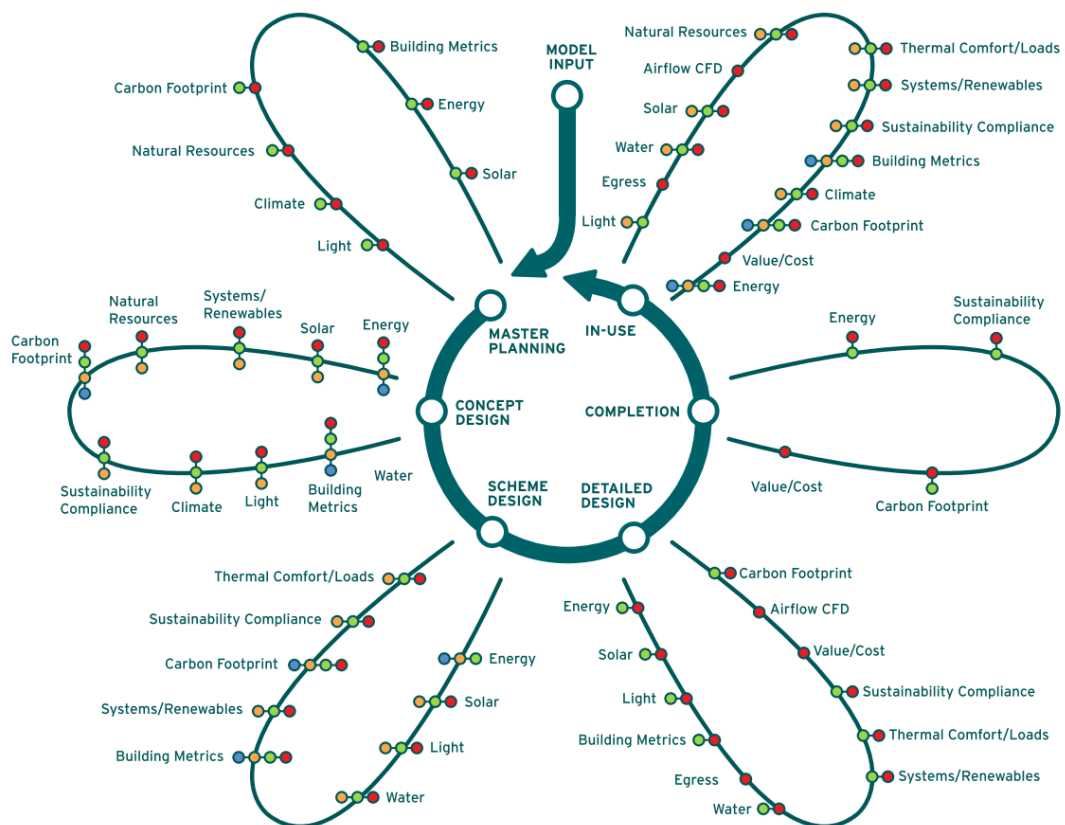 MODEL
INPUT
Building Metrics
Carbon Footprint
Energy
Natural Resources
Solar
Climate
Light
Natural Resources
Thermal Comfort/Loads
Airflow CFD
Systems/Renewables
Solar
Sustainability Compliance
Water
Building Metrics
Egress
Climate
Light
Carbon Footprint
Value/Cost
Energy
MASTER
PLANNING
IN-USE
CONCEPT
DESIGN
COMPLETION
SCHEME
DESIGN
DETAILED
DESIGN
Carbon
Footprint
Natural
Resources
Systems/
Renewables
Solar
Energy
Sustainability
Compliance
Climate
Light
Building
Metrics
Water
Energy
Sustainability
Compliance
Value/Cost
Carbon Footprint
Thermal Comfort/Loads
Sustainability Compliance
Carbon Footprint
Energy
Systems/Renewables
Solar
Building Metrics
Light
Water
Energy
Carbon Footprint
Airflow CFD
Solar
Value/Cost
Light
Sustainability Compliance
Building Metrics
Thermal Comfort/Loads
Egress
Systems/Renewables
Water